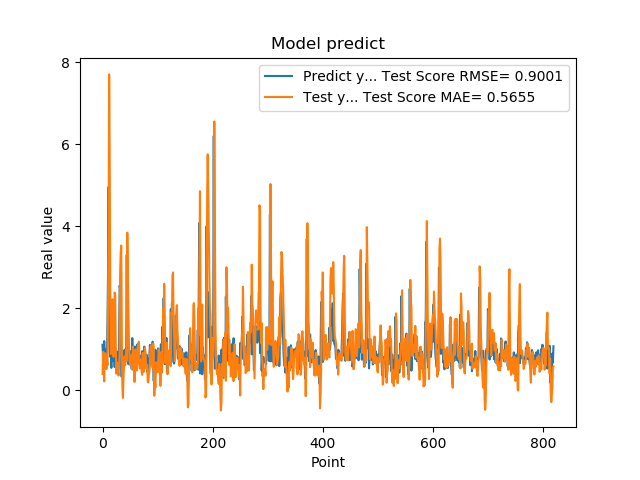 Model predict
Predict y... Test Score RMSE= 0.9001
Test y... Test Score MAE= 0.5655
8
6
4
2
0
Real value
0 200 400 600 800
Point